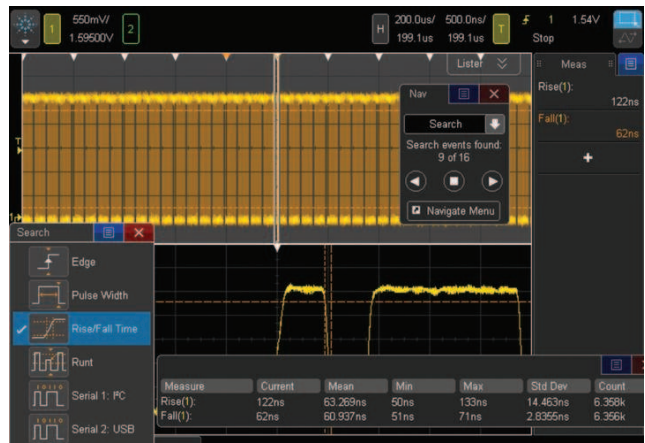 1 550mV/ 1.59500V 2 H 200.0us/ 199.1us 500.0ns/ 199.1us T 1 1.54V Stop
Lister
Meas
Rise(1):
122ns
Fall(1):
62ns
+
Nav
Search
Search events found:
9 of 16
Navigate Menu
T
Search
Edge
Pulse Width
Rise/Fall Time
Runt
Serial 1: I²C
Serial 2: USB
Measure Current Mean Min Max Std Dev Count
Rise(1): 122ns 63.269ns 50ns 133ns 14.463ns 6.358k
Fall(1): 62ns 60.937ns 51ns 71ns 2.8355ns 6.356k